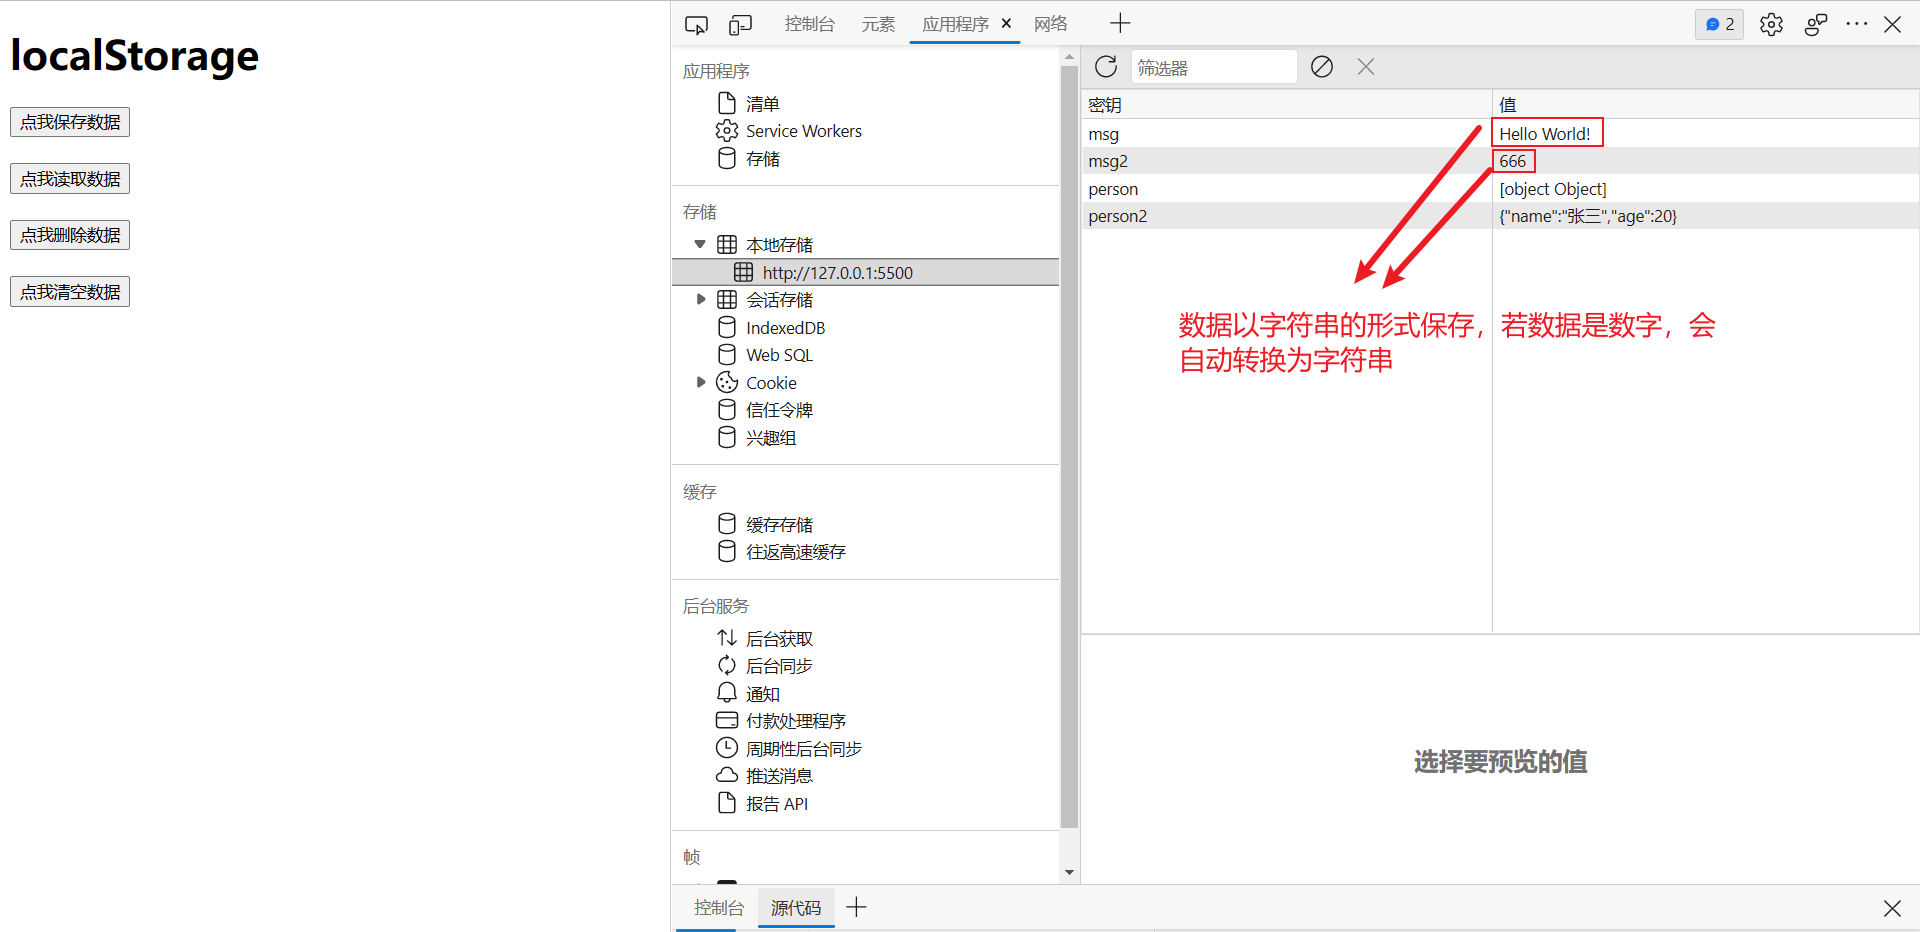 localStorage
点我保存数据
点我读取数据
点我删除数据
点我清空数据
控制台 元素 应用程序 网络
2
应用程序
清单
Service Workers
存储
存储
本地存储
http://127.0.0.1:5500
会话存储
IndexedDB
Web SQL
Cookie
信任令牌
兴趣组
缓存
缓存存储
往返高速缓存
后台服务
后台获取
后台同步
通知
付款处理程序
周期性后台同步
推送消息
报告 API
帧
筛选器
密钥 值
msg Hello World!
msg2 666
person [object Object]
person2 {"name":"张三","age":20}
数据以字符串的形式保存，若数据是数字，会
自动转换为字符串
选择要预览的值
控制台 源代码